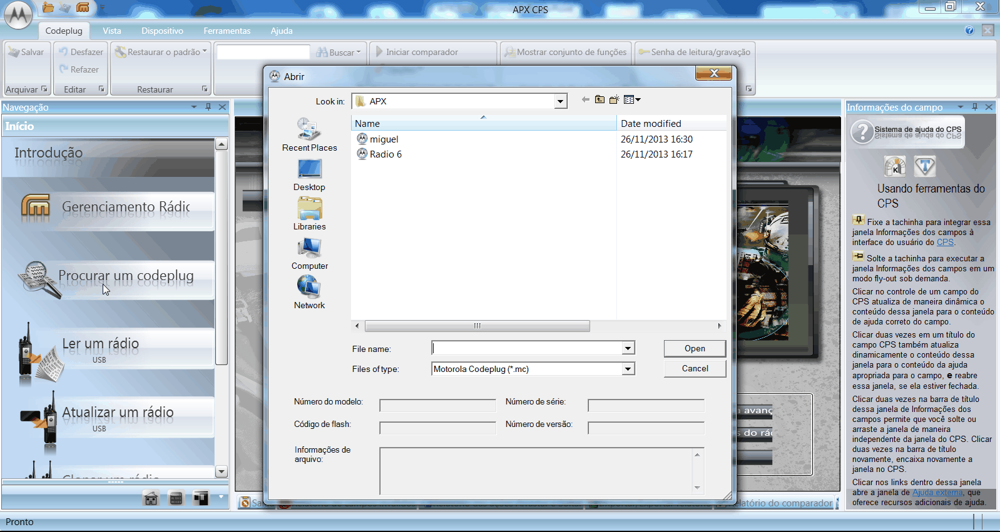 APX CPS
Codeplug Vista Dispositivo Ferramentas Ajuda
Salvar
Desfazer
Refazer
Restaurar o padrão
Buscar
Iniciar comparador
Mostrar conjunto de funções
Senha de leitura/gravação
Arquivar
Editar
Restaurar
Navegação
Início
Introdução
Gerenciamento Rádio
Procurar um codeplug
Ler um rádio
USB
Atualizar um rádio
USB
Clonar um rádio
Pronto
Abrir
Look in: APX
Recent Places
Desktop
Libraries
Computer
Network
Name Date modified
miguel 26/11/2013 16:30
Radio 6 26/11/2013 16:17
File name: Open
Files of type: Motorola Codeplug (*.mc) Cancel
Número do modelo: Número de série:
Código de flash: Número de versão:
Informações de
arquivo:
a avanç
s do rác
elatório do comparador
Informações do campo
Sistema de ajuda do CPS
K
Usando ferramentas do
CPS
Fixe a tachinha para integrar essa
janela Informações dos campos à
interface do usuário do CPS.
Solte a tachinha para executar a
janela Informações dos campos em um
modo fly-out sob demanda.
Clicar no controle de um campo do
CPS atualiza de maneira dinâmica o
conteúdo dessa janela para o conteúdo
de ajuda correto do campo.
Clicar duas vezes em um título do
campo CPS também atualiza
dinamicamente o conteúdo dessa
janela para o conteúdo da ajuda
apropriada para o campo, e reabre
essa janela, se ela estiver fechada.
Clicar duas vezes na barra de título
dessa janela de Informações dos
campos permite que você solte ou
arraste a janela de maneira
independente da janela do CPS. Clicar
duas vezes na barra de título
novamente, encaixa novamente a
janela no CPS.
Clicar nos links dentro dessa janela
abre a janela de Ajuda externa, que
oferece recursos adicionais de ajuda.